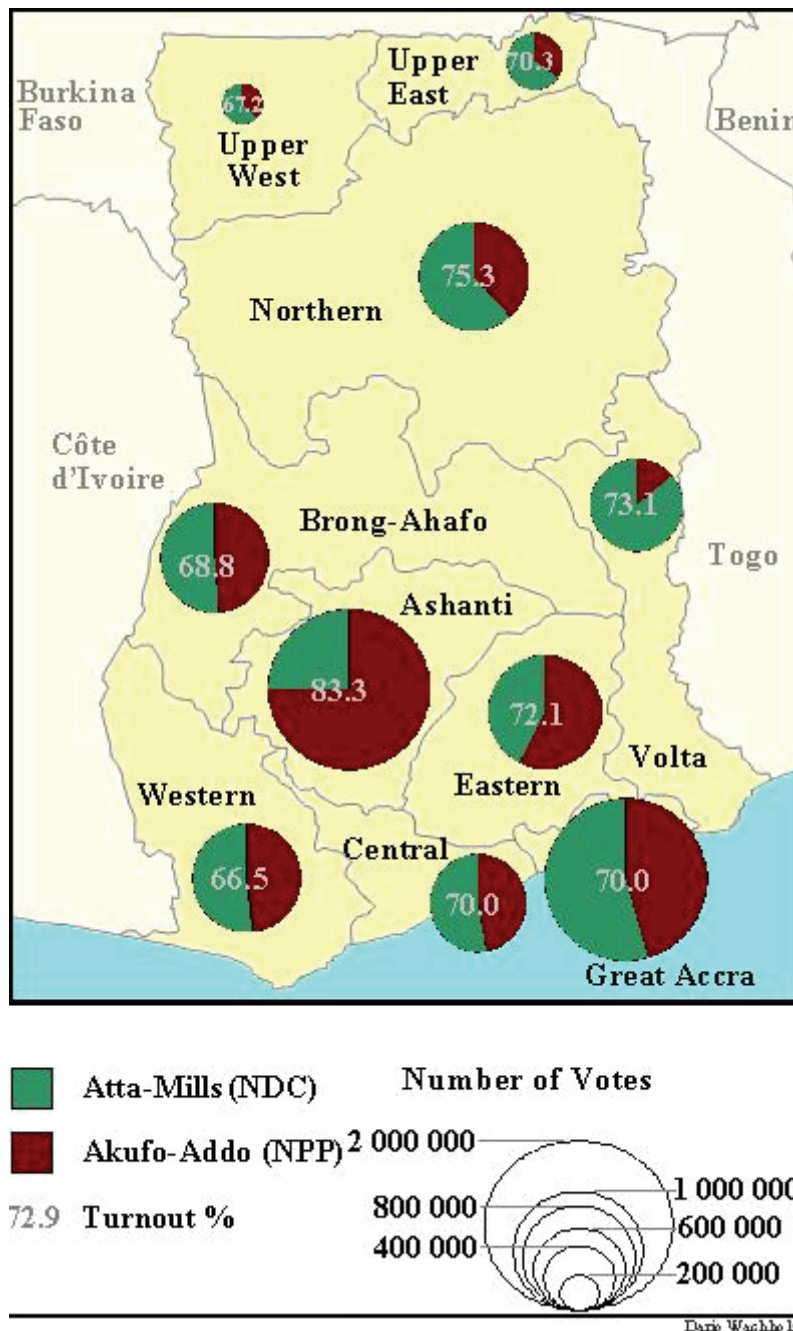 Burkina
Faso
67.2
Upper
West
Upper
East
70.3
Benin
Northern
75.3
Côte
d'Ivoire
68.8
Brong-Ahafo
73.1
Togo
Ashanti
83.3
72.1
Eastern
Volta
Western
66.5
Central
70.0
70.0
Great Accra
Atta-Mills (NDC)
Akufo-Addo (NPP)
72.9 Turnout %
Number of Votes
2 000 000
1 000 000
800 000
600 000
400 000
200 000